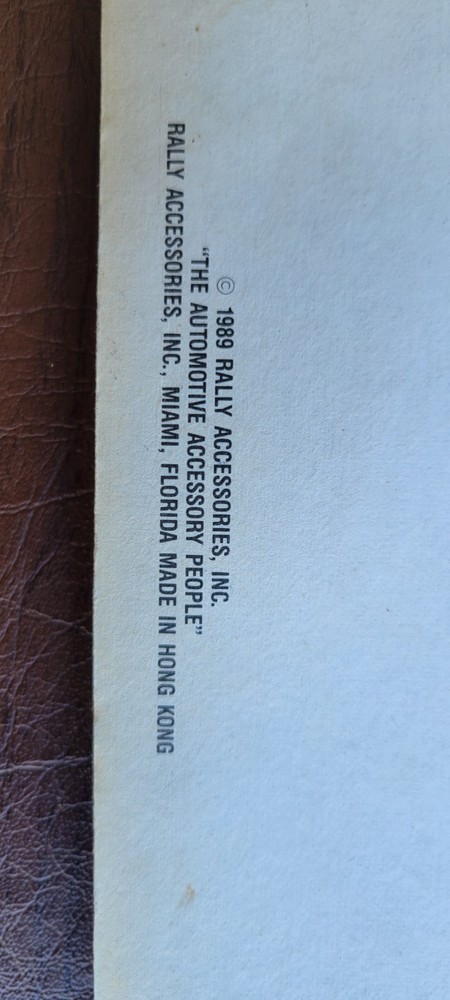 © 1989 RALLY ACCESSORIES, INC.
“THE AUTOMOTIVE ACCESSORY PEOPLE”
RALLY ACCESSORIES, INC., MIAMI, FLORIDA MADE IN HONG KONG